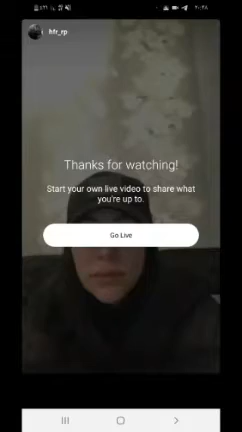 hfr_rp
Thanks for watching!
Start your own live video to share what
you're up to.
Go Live